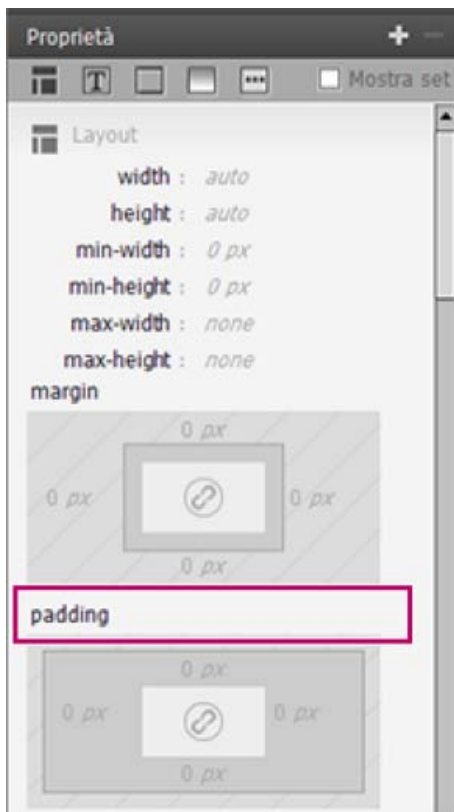 Proprietà
T Mostra set
Layout
width : auto
height : auto
min-width : 0 px
min-height : 0 px
max-width : none
max-height : none
margin
0 px
0 px 0 px
0 px
padding
0 px
0 px 0 px
0 px